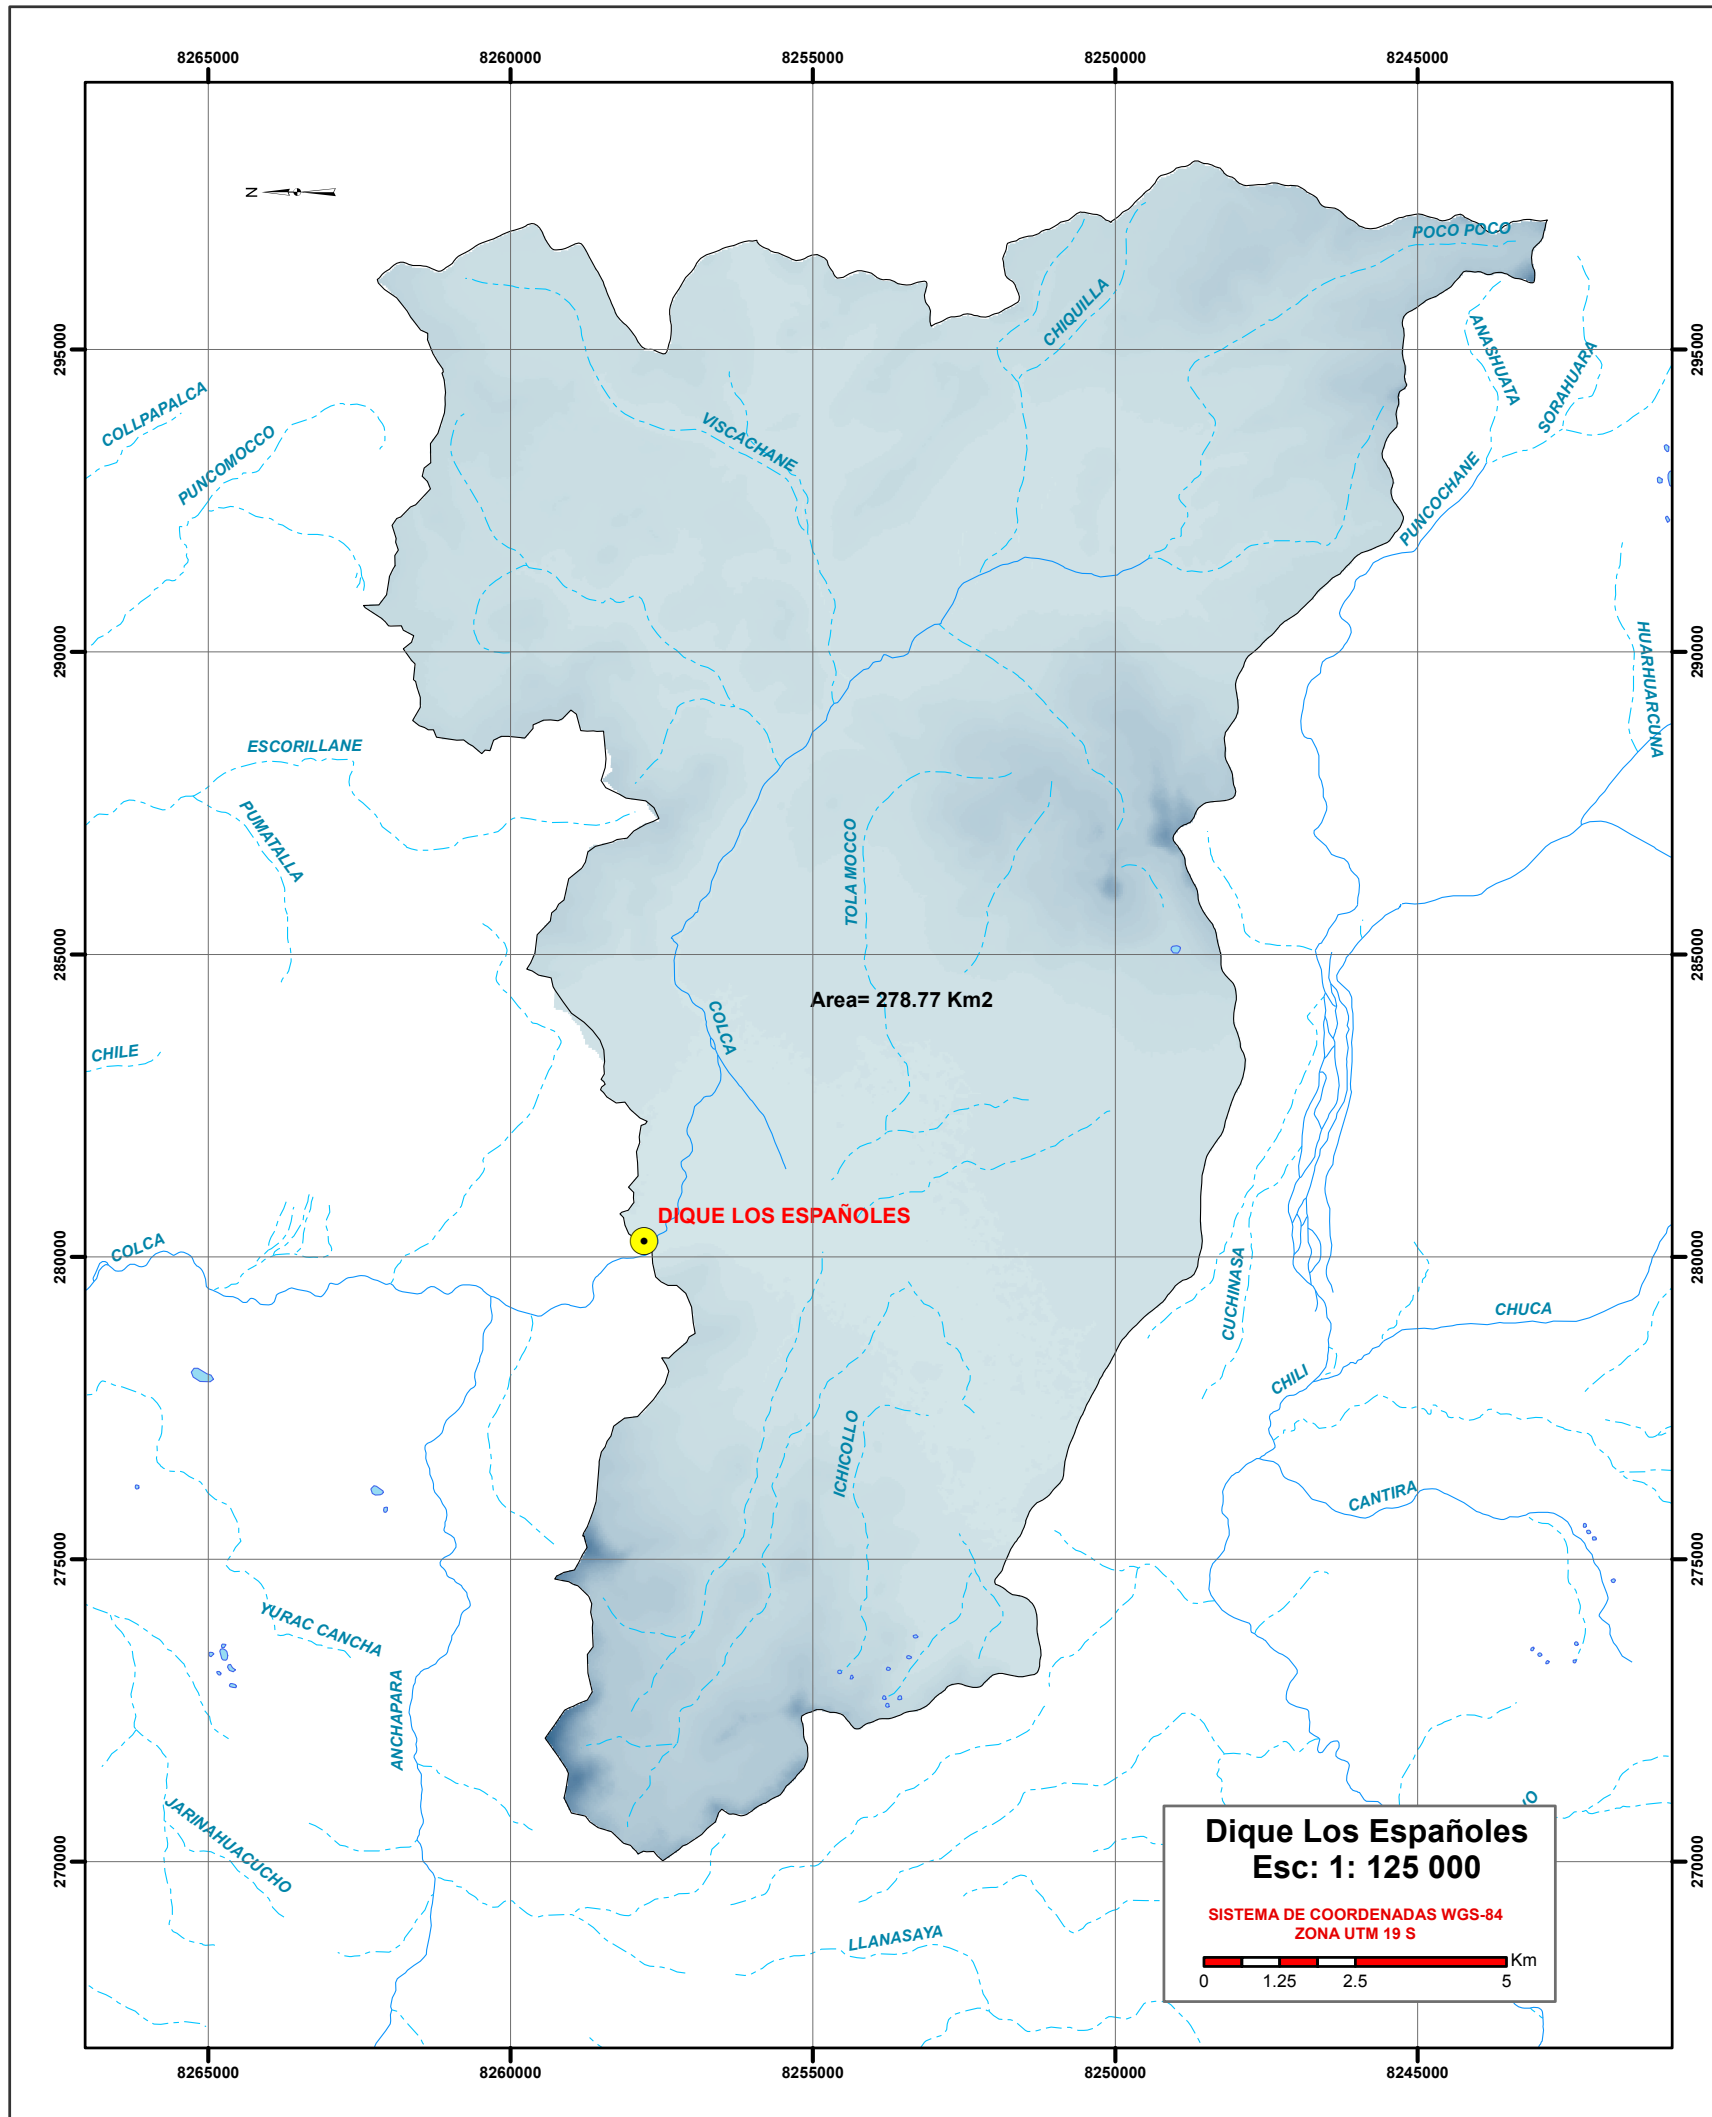 8265000
8260000
8255000
8250000
8245000
N
POCO POCO
CHIQUILLA
ANASHUATA
SORAHUARA
295000
295000
COLLPAPALCA
PUNCOMOCCO
VISCACHANE
PUNCOCHANE
290000
290000
HUARHUARCUNA
ESCORILLANE
PUMATALLA
TOLA MOCCO
285000
285000
Area= 278.77 Km2
COLCA
CHILE
DIQUE LOS ESPAÑOLES
COLCA
280000
280000
CUCHINASA
CHUCA
CHILI
ICHICOLLO
CANTIRA
275000
275000
YURAC CANCHA
ANCHAPARA
JARINAHUACUCHO
270000
270000
LLANASAYA
Dique Los Españoles
Esc: 1: 125 000
SISTEMA DE COORDENADAS WGS-84
ZONA UTM 19 S
Km
0 1.25 2.5 5
8265000
8260000
8255000
8250000
8245000